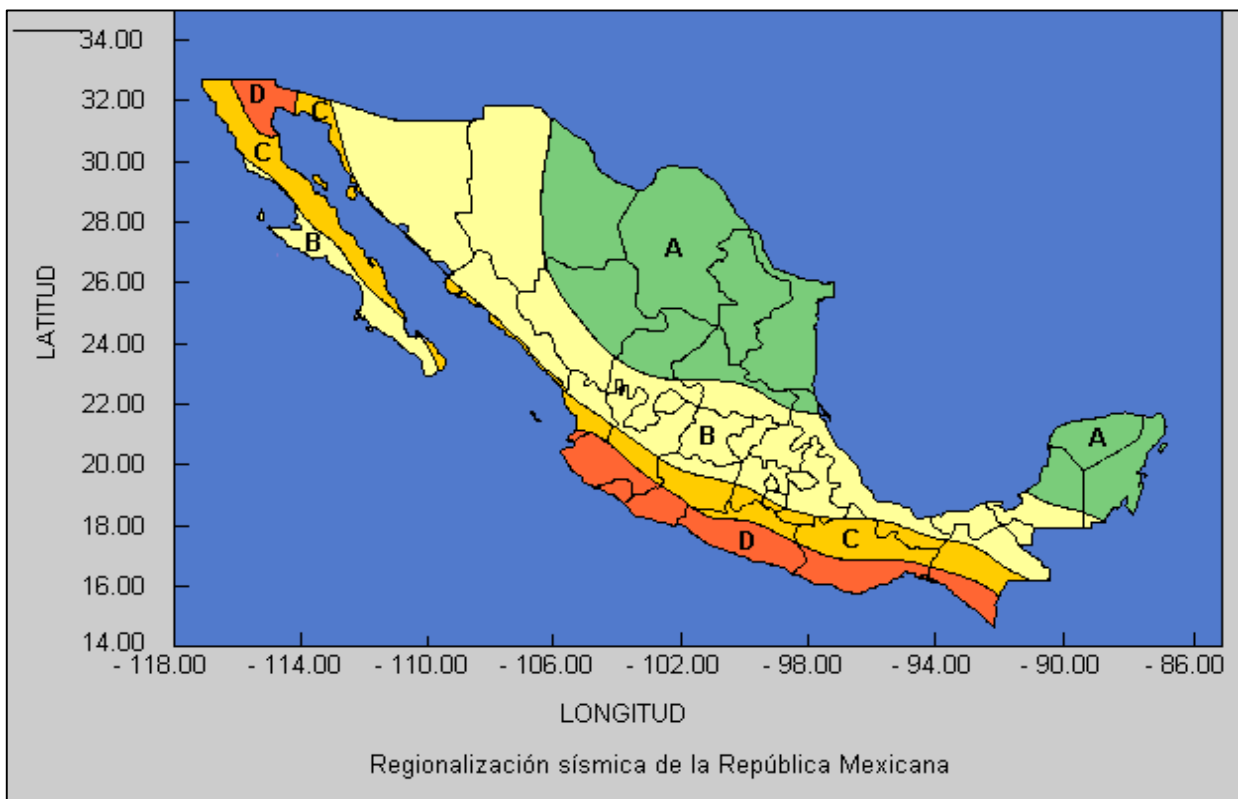 34.00
32.00
30.00
28.00
26.00
24.00
22.00
20.00
18.00
16.00
14.00
LATITUD
D
C
C
B
A
B
A
D
C
- 118.00 - 114.00 - 110.00 - 106.00 - 102.00 - 98.00 - 94.00 - 90.00 - 86.00
LONGITUD
Regionalización sísmica de la República Mexicana